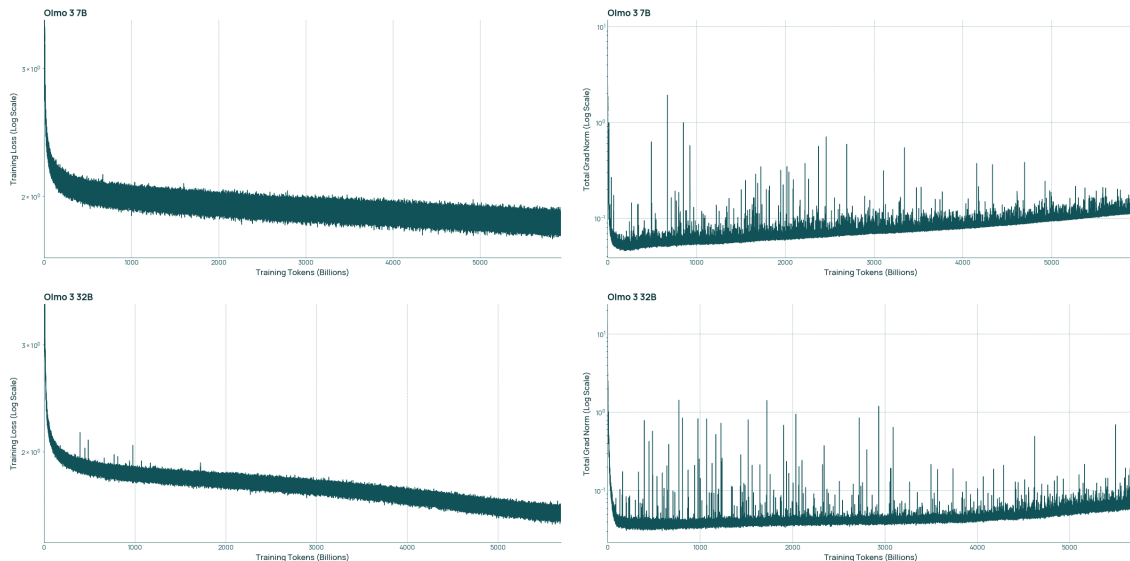 Olmo 3 7B
Training Loss (Log Scale)
3 × 10⁰
2 × 10⁰
0 1000 2000 3000 4000 5000
Training Tokens (Billions)
Olmo 3 7B
Total Grad Norm (Log Scale)
10¹
10⁰
10⁻¹
0 1000 2000 3000 4000 5000
Training Tokens (Billions)
Olmo 3 32B
Training Loss (Log Scale)
3 × 10⁰
2 × 10⁰
0 1000 2000 3000 4000 5000
Training Tokens (Billions)
Olmo 3 32B
Total Grad Norm (Log Scale)
10¹
10⁰
10⁻¹
0 1000 2000 3000 4000 5000
Training Tokens (Billions)